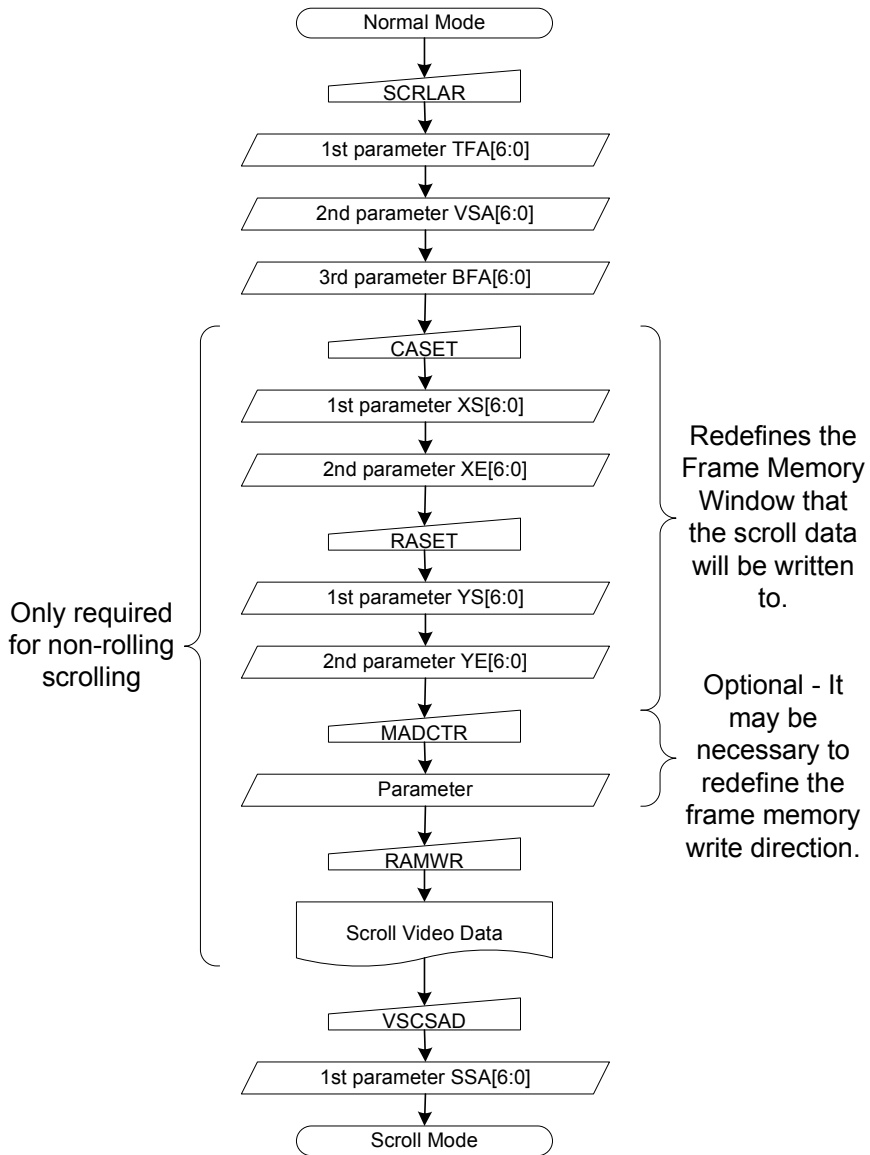 Normal Mode
SCRLAR
1st parameter TFA[6:0]
2nd parameter VSA[6:0]
3rd parameter BFA[6:0]
CASET
1st parameter XS[6:0]
2nd parameter XE[6:0]
RASET
1st parameter YS[6:0]
2nd parameter YE[6:0]
MADCTR
Parameter
RAMWR
Scroll Video Data
VSCSAD
1st parameter SSA[6:0]
Scroll Mode
Only required
for non-rolling
scrolling
Redefines the
Frame Memory
Window that
the scroll data
will be written
to.
Optional - It
may be
necessary to
redefine the
frame memory
write direction.